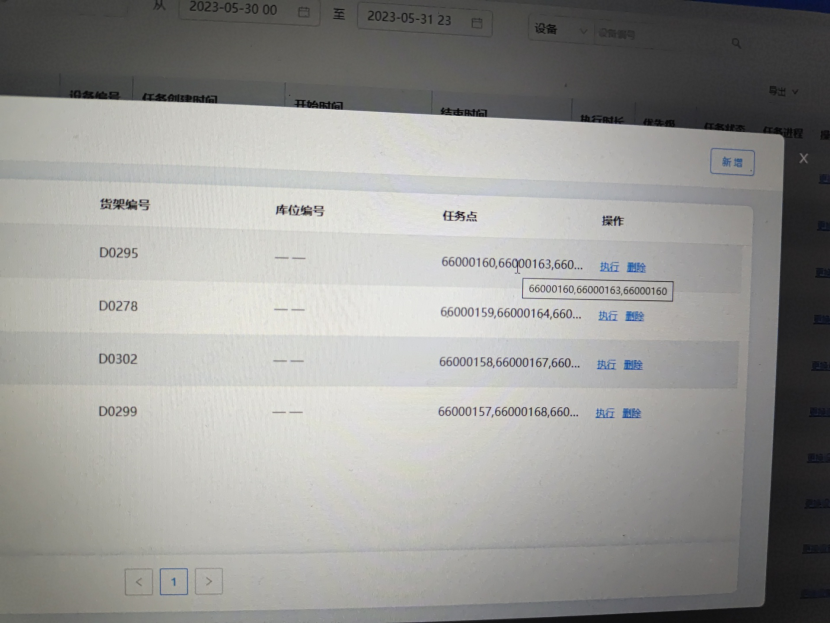 从 2023-05-30 00 至 2023-05-31 23 设备 设备编号
导出
设备编号 任务创建时间 开始时间 结束时间 执行时长 优先级 任务状态 任务进程
新增 X
货架编号 库位编号 任务点 操作
D0295 —— 66000160,66000163,660... 执行 删除
66000160,66000163,66000160
D0278 —— 66000159,66000164,660... 执行 删除
D0302 —— 66000158,66000167,660... 执行 删除
D0299 —— 66000157,66000168,660... 执行 删除
< 1 >